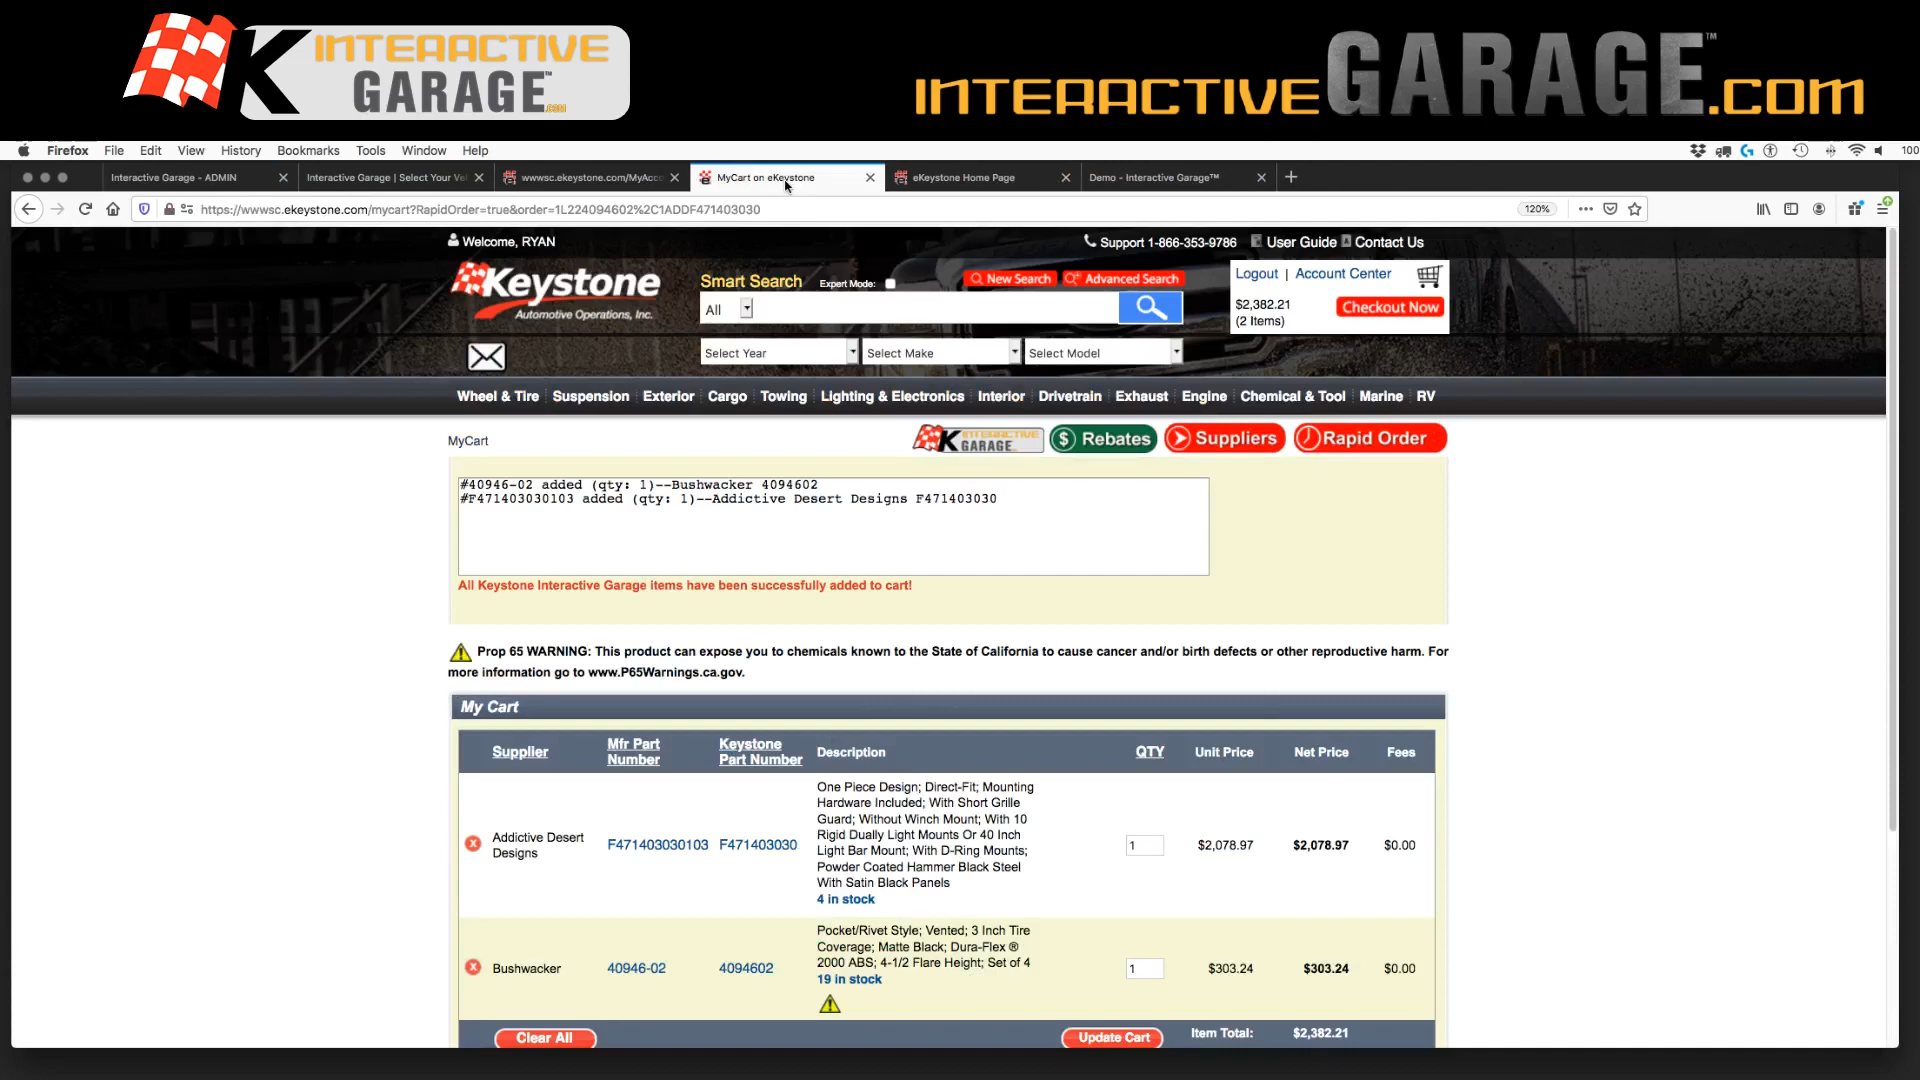 K INTERACTIVE GARAGE™ .COM
INTERACTIVEGARAGE™.COM
Firefox File Edit View History Bookmarks Tools Window Help
100
Interactive Garage - ADMIN
Interactive Garage | Select Your Ve
wwwsc.ekeystone.com/MyAcc
MyCart on eKeystone
eKeystone Home Page
Demo - Interactive Garage™
https://wwwsc.ekeystone.com/mycart?RapidOrder=true&order=1L224094602%2C1ADDF471403030
120%
Welcome, RYAN
Support 1-866-353-9786 User Guide Contact Us
Keystone
Automotive Operations, Inc.
Smart Search Expert Mode: New Search Advanced Search
All
Logout | Account Center
$2,382.21
(2 Items)
Checkout Now
Select Year Select Make Select Model
Wheel & Tire Suspension Exterior Cargo Towing Lighting & Electronics Interior Drivetrain Exhaust Engine Chemical & Tool Marine RV
MyCart
K INTERACTIVE GARAGE
$ Rebates
Suppliers
Rapid Order
#40946-02 added (qty: 1)--Bushwacker 4094602
#F471403030103 added (qty: 1)--Addictive Desert Designs F471403030
All Keystone Interactive Garage items have been successfully added to cart!
Prop 65 WARNING: This product can expose you to chemicals known to the State of California to cause cancer and/or birth defects or other reproductive harm. For
more information go to www.P65Warnings.ca.gov.
My Cart
Supplier Mfr Part Number Keystone Part Number Description QTY Unit Price Net Price Fees
Addictive Desert Designs
F471403030103
F471403030
One Piece Design; Direct-Fit; Mounting
Hardware Included; With Short Grille
Guard; Without Winch Mount; With 10
Rigid Dually Light Mounts Or 40 Inch
Light Bar Mount; With D-Ring Mounts;
Powder Coated Hammer Black Steel
With Satin Black Panels
4 in stock
1 $2,078.97 $2,078.97 $0.00
Bushwacker
40946-02
4094602
Pocket/Rivet Style; Vented; 3 Inch Tire
Coverage; Matte Black; Dura-Flex ®
2000 ABS; 4-1/2 Flare Height; Set of 4
19 in stock
1 $303.24 $303.24 $0.00
Clear All Update Cart Item Total: $2,382.21